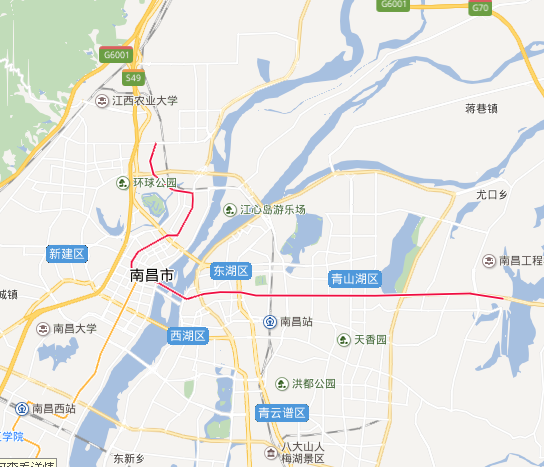 G6001
G70
G6001
S49
江西农业大学
蒋巷镇
环球公园
尤口乡
江心岛游乐场
新建区
南昌工程
东湖区
南昌市
青山湖区
城镇
南昌站
南昌大学
西湖区
天香园
洪都公园
南昌西站
青云谱区
工学院
八大山人
梅湖景区
东新乡